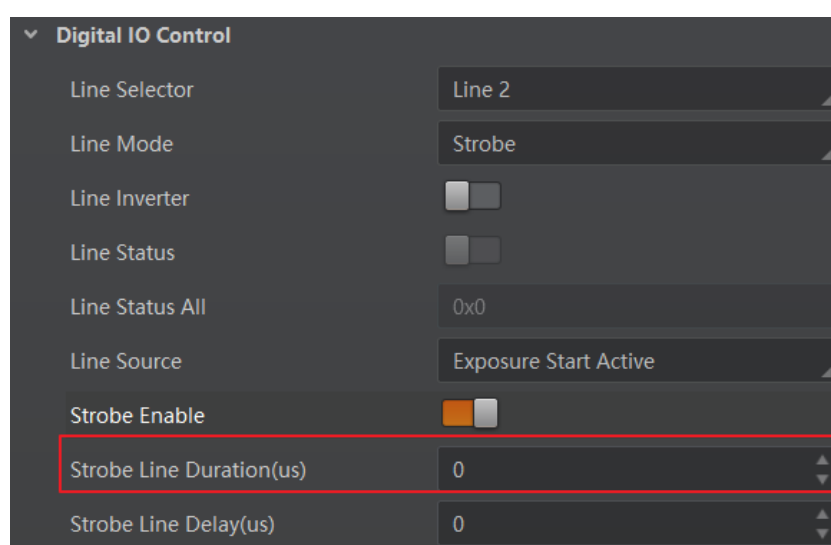 Digital IO Control
Line Selector Line 2
Line Mode Strobe
Line Inverter
Line Status
Line Status All 0x0
Line Source Exposure Start Active
Strobe Enable
Strobe Line Duration(us) 0
Strobe Line Delay(us) 0